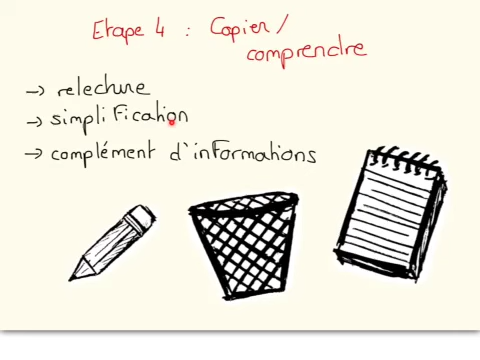 Etape 4 : Copier/
comprendre
→ relecture
→ simplification
→ complément d'informations